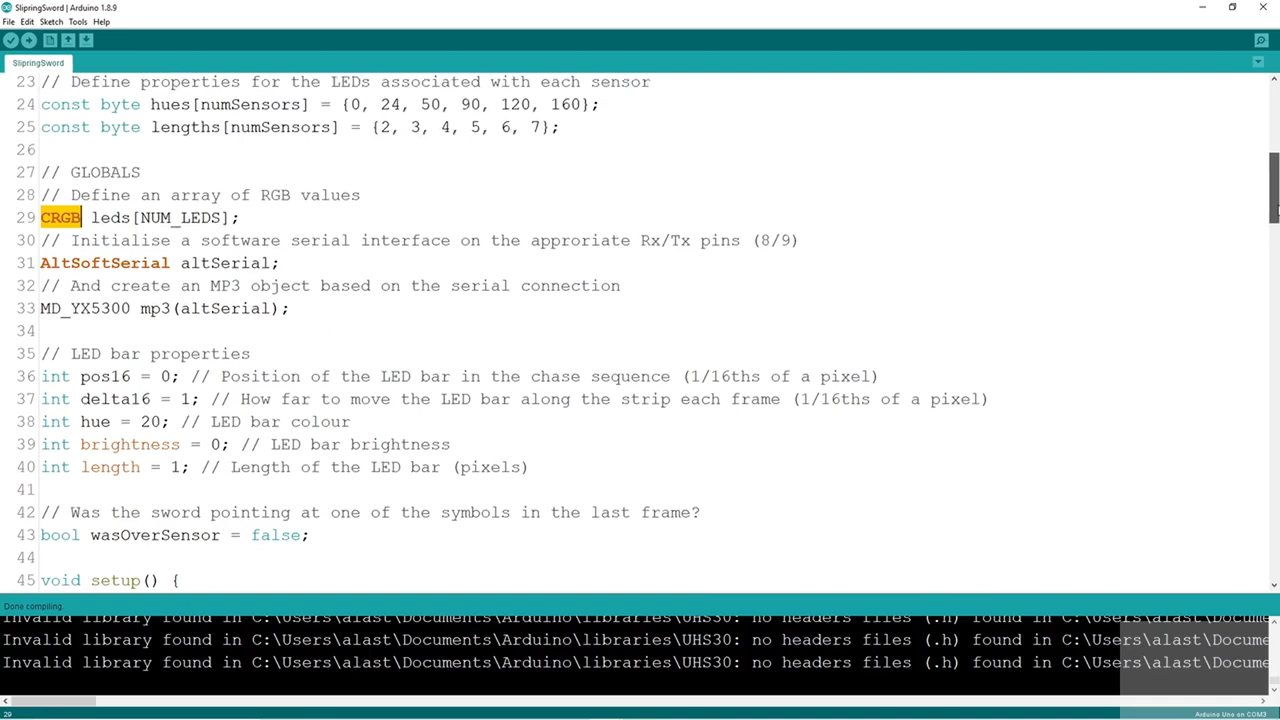 SlipringSword | Arduino 1.8.9
File Edit Sketch Tools Help
SlipringSword
23 // Define properties for the LEDs associated with each sensor
24 const byte hues[numSensors] = {0, 24, 50, 90, 120, 160};
25 const byte lengths[numSensors] = {2, 3, 4, 5, 6, 7};
26
27 // GLOBALS
28 // Define an array of RGB values
29 CRGB leds[NUM_LEDS];
30 // Initialise a software serial interface on the approriate Rx/Tx pins (8/9)
31 AltSoftSerial altSerial;
32 // And create an MP3 object based on the serial connection
33 MD_YX5300 mp3(altSerial);
34
35 // LED bar properties
36 int pos16 = 0; // Position of the LED bar in the chase sequence (1/16ths of a pixel)
37 int delta16 = 1; // How far to move the LED bar along the strip each frame (1/16ths of a pixel)
38 int hue = 20; // LED bar colour
39 int brightness = 0; // LED bar brightness
40 int length = 1; // Length of the LED bar (pixels)
41
42 // Was the sword pointing at one of the symbols in the last frame?
43 bool wasOverSensor = false;
44
45 void setup() {
Done compiling.
Invalid library found in C:\Users\alast\Documents\Arduino\libraries\UHS30: no headers files (.h) found in C:\Users\alast\Docume
Invalid library found in C:\Users\alast\Documents\Arduino\libraries\UHS30: no headers files (.h) found in C:\Users\alast\Docume
Invalid library found in C:\Users\alast\Documents\Arduino\libraries\UHS30: no headers files (.h) found in C:\Users\alast\Docume
29 Arduino Uno on COM3